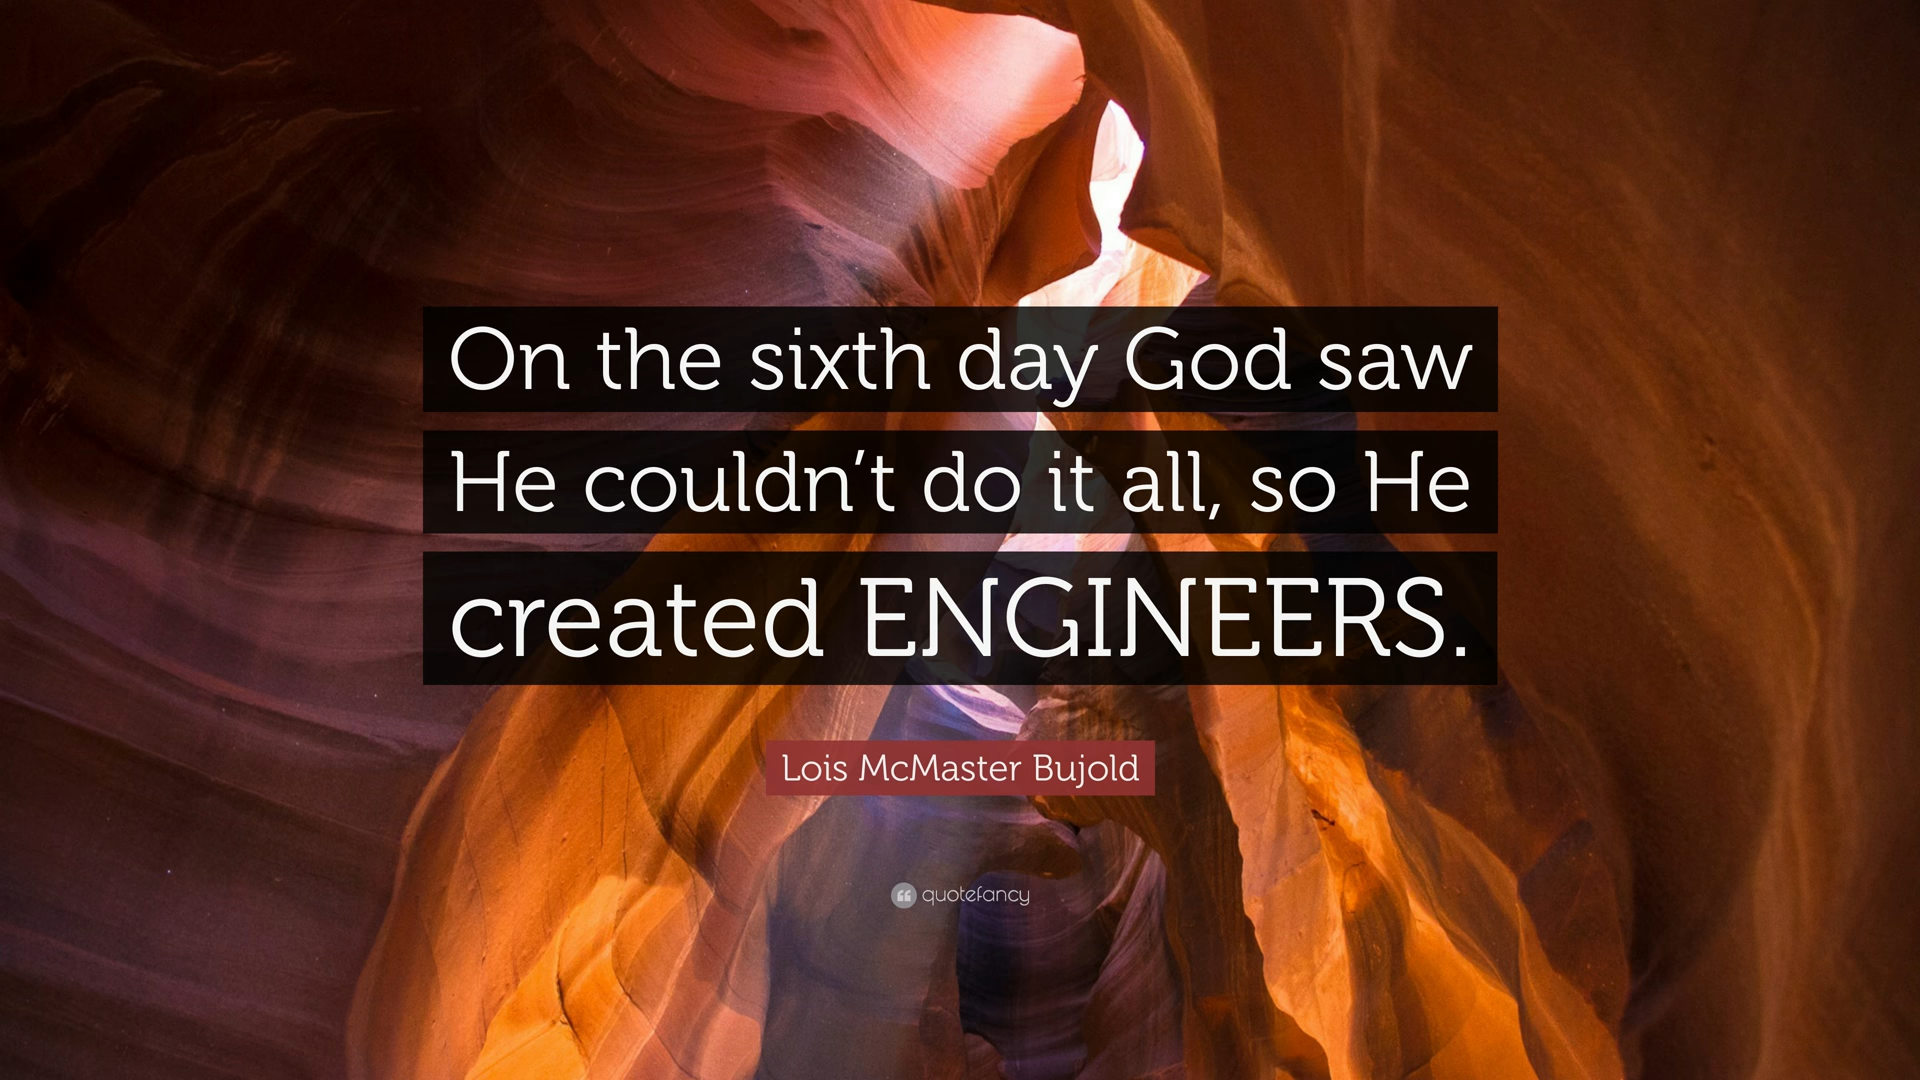 On the sixth day God saw
He couldn’t do it all, so He
created ENGINEERS.
Lois McMaster Bujold
quotefancy